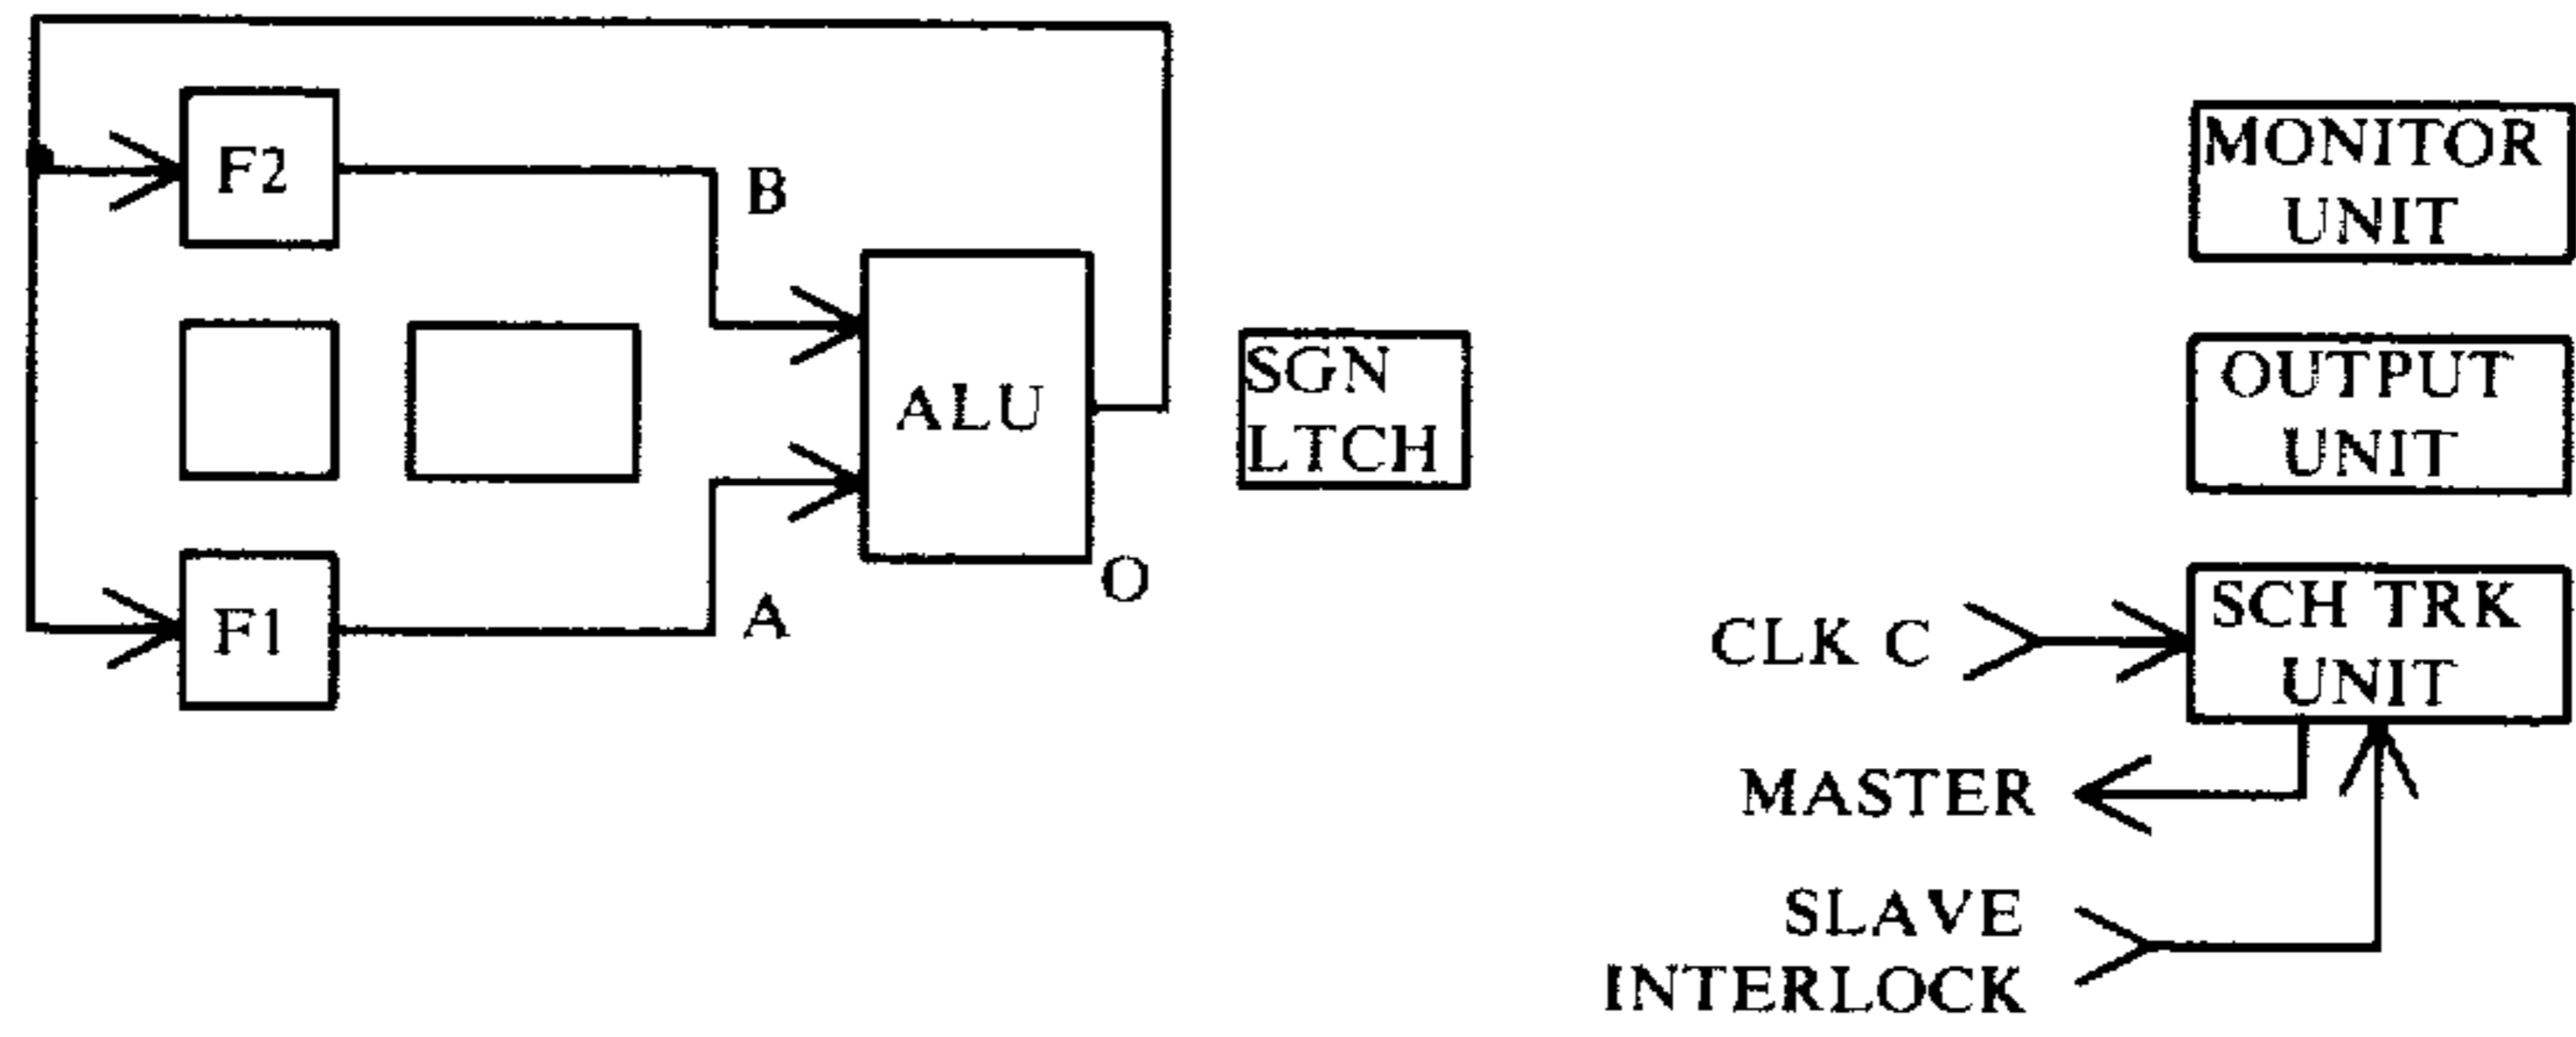 F2
B
MONITOR
UNIT
ALU
SGN
LTCH
OUTPUT
UNIT
F1
A
O
CLK C
SCH TRK
UNIT
MASTER
SLAVE
INTERLOCK